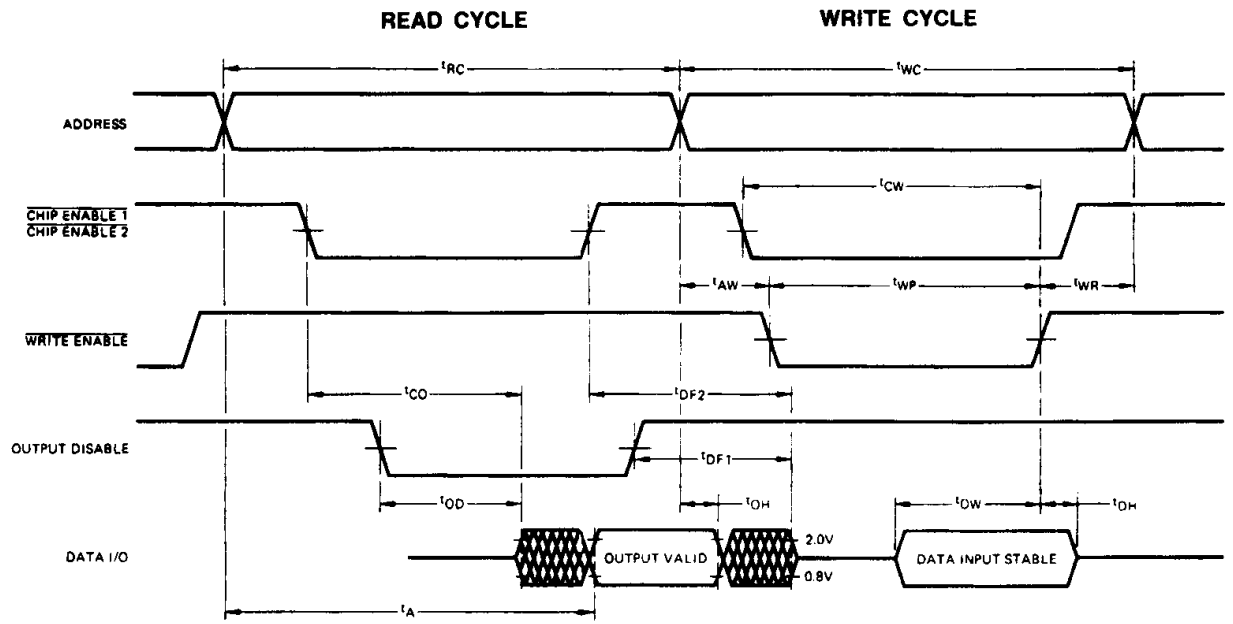 READ CYCLE
WRITE CYCLE
tRC
tWC
ADDRESS
tCW
CHIP ENABLE 1
CHIP ENABLE 2
tAW
tWP
tWR
WRITE ENABLE
tCO
tDF2
OUTPUT DISABLE
tDF1
tOD
tOH
tDW
tDH
2.0V
DATA I/O
OUTPUT VALID
DATA INPUT STABLE
0.8V
tA